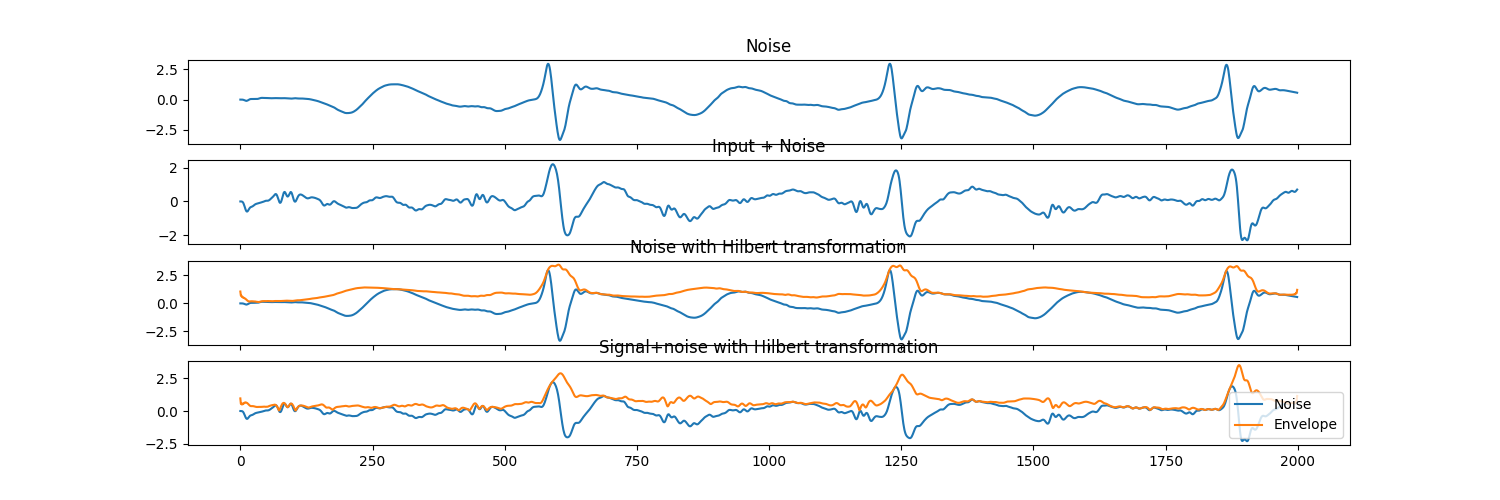 Noise
2.5
0.0
−2.5
Input + Noise
2
0
−2
Noise with Hilbert transformation
2.5
0.0
−2.5
Signal+noise with Hilbert transformation
2.5
0.0
−2.5
Noise
Envelope
0 250 500 750 1000 1250 1500 1750 2000